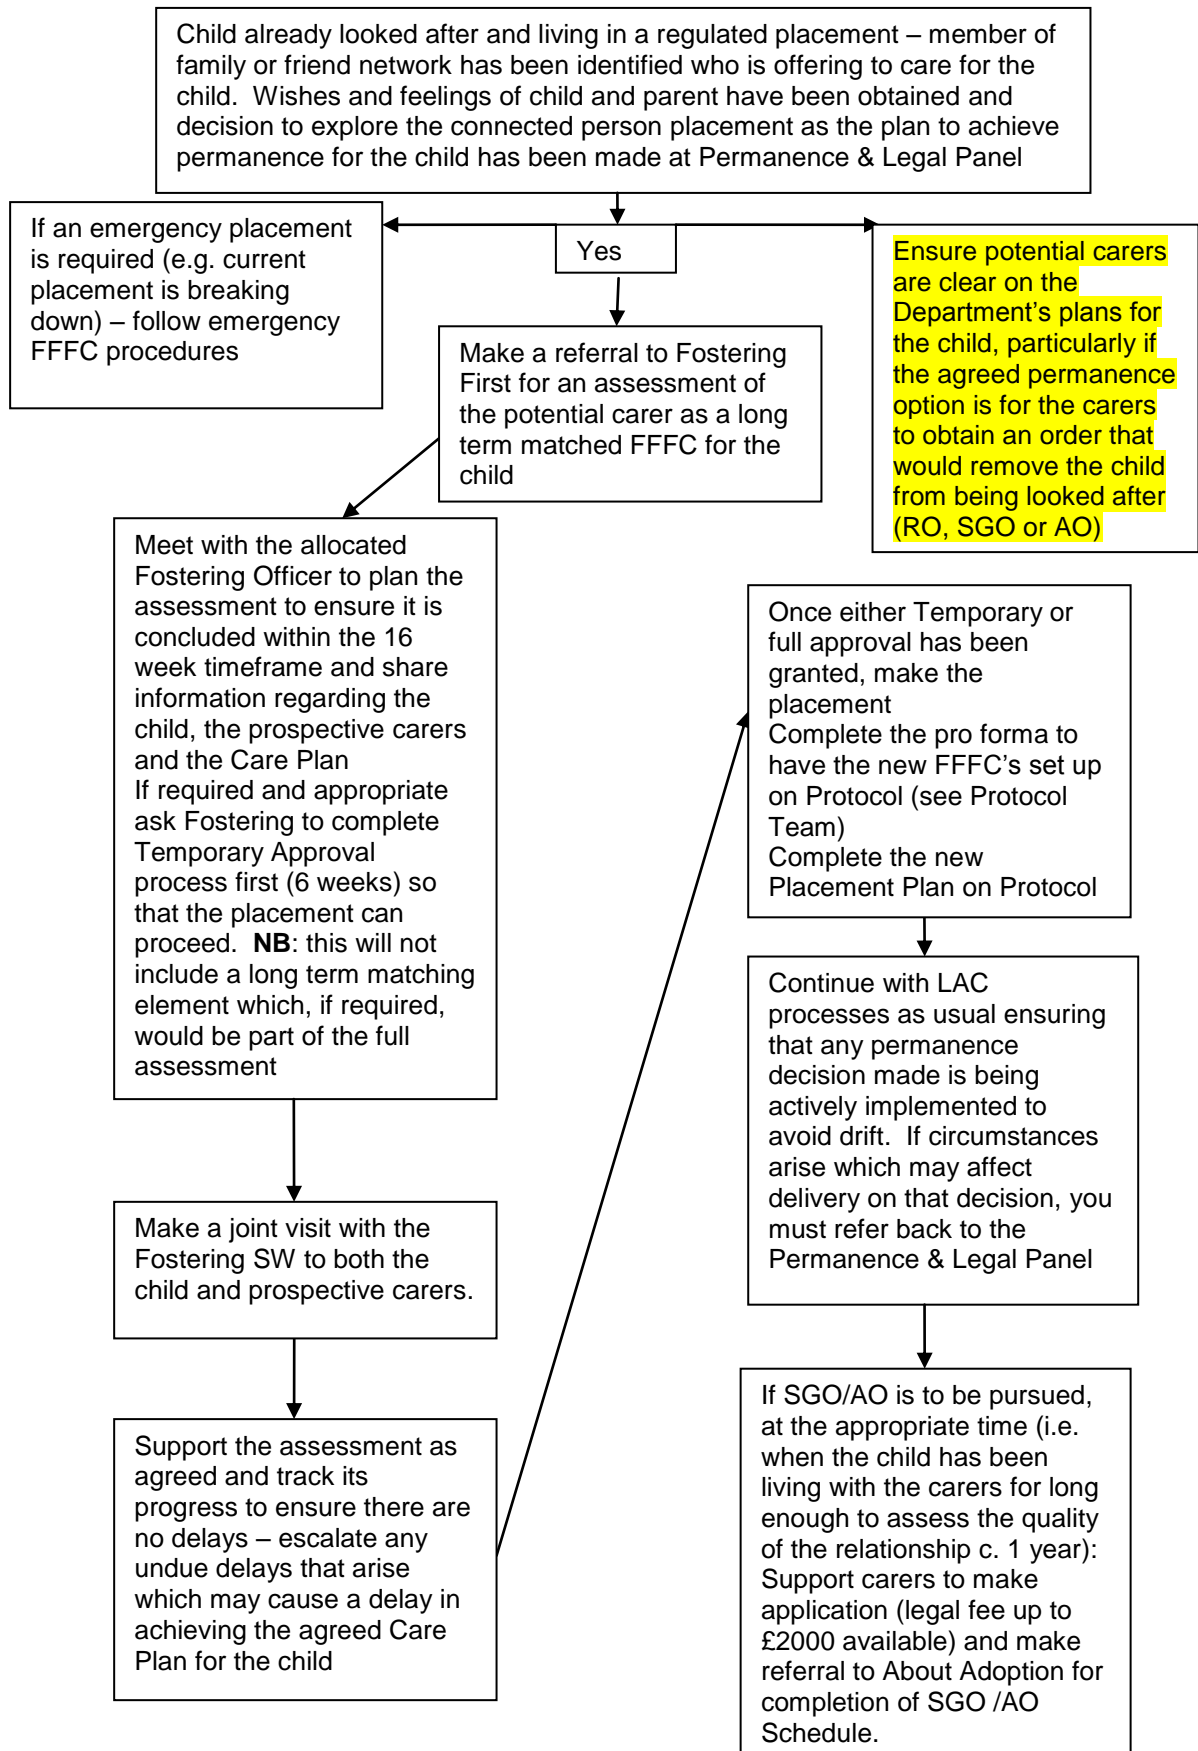 Child already looked after and living in a regulated placement – member of
family or friend network has been identified who is offering to care for the
child.  Wishes and feelings of child and parent have been obtained and
decision to explore the connected person placement as the plan to achieve
permanence for the child has been made at Permanence & Legal Panel
If an emergency placement
is required (e.g. current
placement is breaking
down) – follow emergency
FFFC procedures
Yes
Ensure potential carers
are clear on the
Department’s plans for
the child, particularly if
the agreed permanence
option is for the carers
to obtain an order that
would remove the child
from being looked after
(RO, SGO or AO)
Make a referral to Fostering
First for an assessment of
the potential carer as a long
term matched FFFC for the
child
Meet with the allocated
Fostering Officer to plan the
assessment to ensure it is
concluded within the 16
week timeframe and share
information regarding the
child, the prospective carers
and the Care Plan
If required and appropriate
ask Fostering to complete
Temporary Approval
process first (6 weeks) so
that the placement can
proceed.  NB: this will not
include a long term matching
element which, if required,
would be part of the full
assessment
Make a joint visit with the
Fostering SW to both the
child and prospective carers.
Support the assessment as
agreed and track its
progress to ensure there are
no delays – escalate any
undue delays that arise
which may cause a delay in
achieving the agreed Care
Plan for the child
Once either Temporary or
full approval has been
granted, make the
placement
Complete the pro forma to
have the new FFFC’s set up
on Protocol (see Protocol
Team)
Complete the new
Placement Plan on Protocol
Continue with LAC
processes as usual ensuring
that any permanence
decision made is being
actively implemented to
avoid drift.  If circumstances
arise which may affect
delivery on that decision, you
must refer back to the
Permanence & Legal Panel
If SGO/AO is to be pursued,
at the appropriate time (i.e.
when the child has been
living with the carers for long
enough to assess the quality
of the relationship c. 1 year):
Support carers to make
application (legal fee up to
£2000 available) and make
referral to About Adoption for
completion of SGO /AO
Schedule.